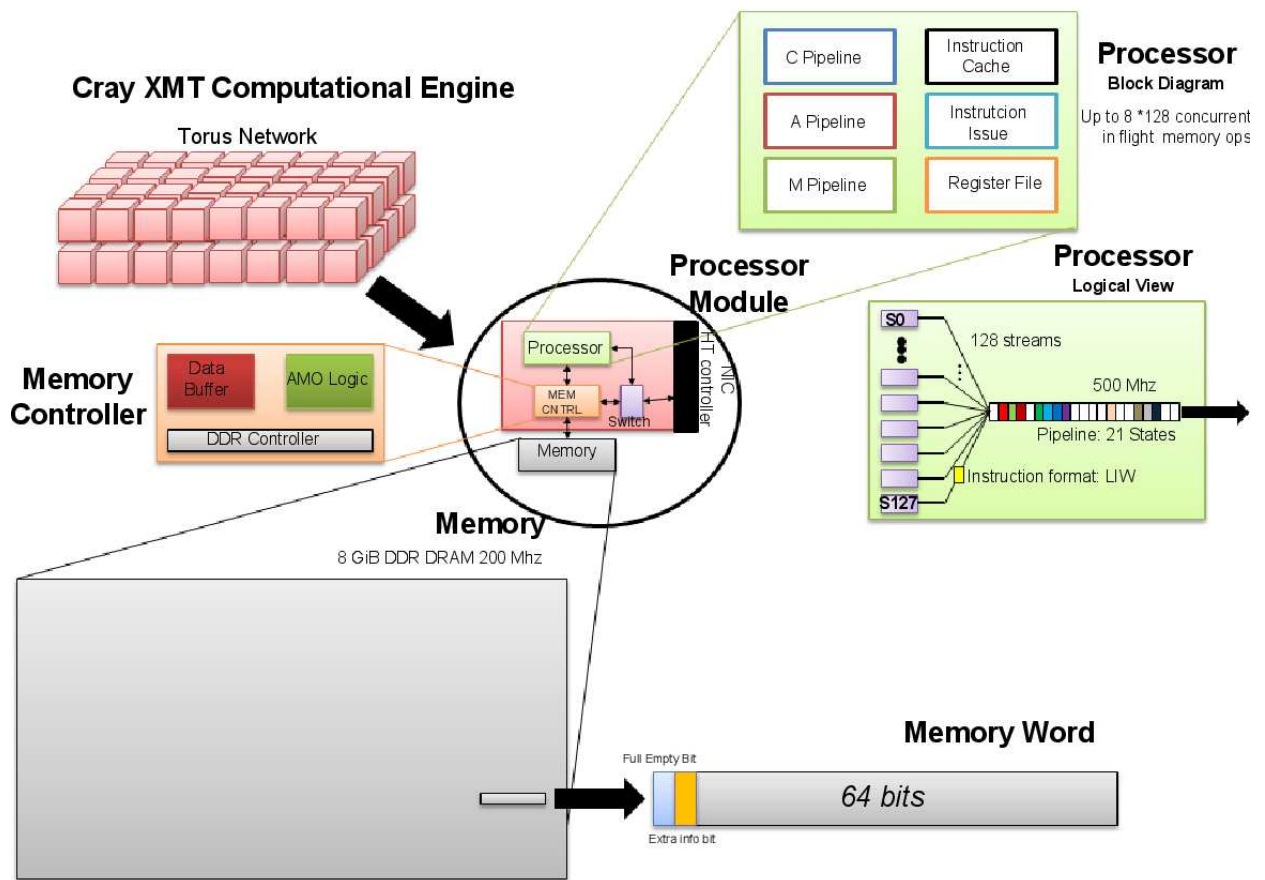 Cray XMT Computational Engine
Torus Network
C Pipeline
Instruction
Cache
A Pipeline
Instrutcion
Issue
M Pipeline
Register File
Processor
Block Diagram
Up to 8 *128 concurrent
in flight memory ops
Processor
Module
Processor
MEM
CNTRL
Switch
NIC
HT controller
Memory
Memory
Controller
Data
Buffer
AMO Logic
DDR Controller
Processor
Logical View
S0
128 streams
500 Mhz
Pipeline: 21 States
Instruction format: LIW
S127
Memory
8 GiB DDR DRAM 200 Mhz
Memory Word
Full Empty Bit
64 bits
Extra info bit